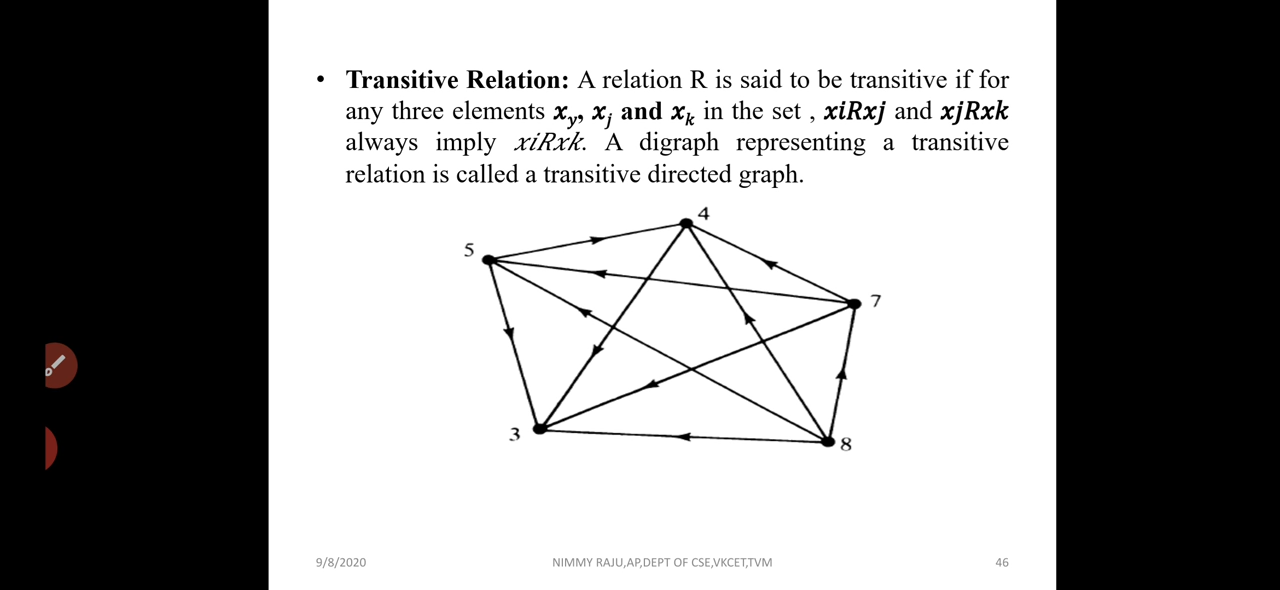 • Transitive Relation: A relation R is said to be transitive if for
any three elements xy, xj and xk in the set , xiRxj and xjRxk
always imply xiRxk. A digraph representing a transitive
relation is called a transitive directed graph.
4
5
7
3
8
9/8/2020 NIMMY RAJU,AP,DEPT OF CSE,VKCET,TVM 46